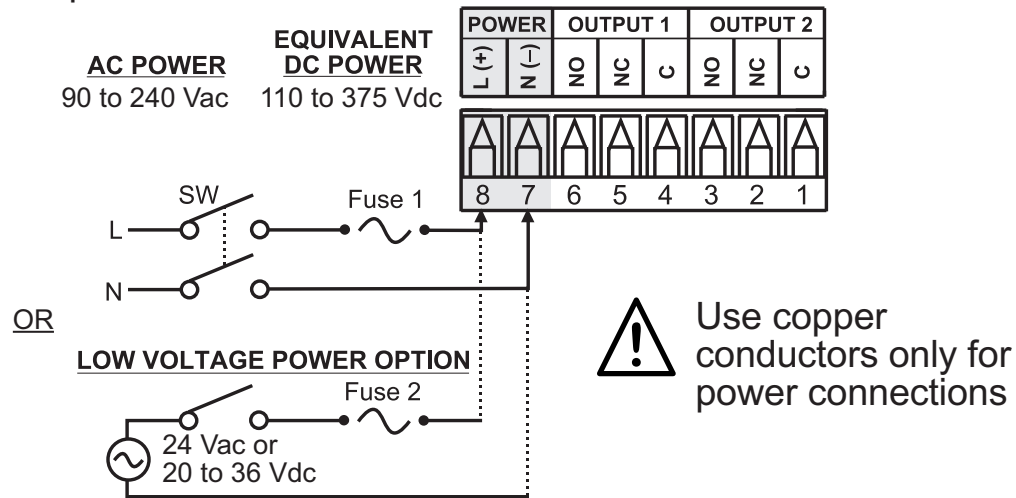 POWER OUTPUT 1 OUTPUT 2
L (+) N (−) NO NC C NO NC C
AC POWER
90 to 240 Vac
EQUIVALENT
DC POWER
110 to 375 Vdc
8 7 6 5 4 3 2 1
SW
Fuse 1
L
N
OR
LOW VOLTAGE POWER OPTION
Fuse 2
24 Vac or
20 to 36 Vdc
Use copper
conductors only for
power connections